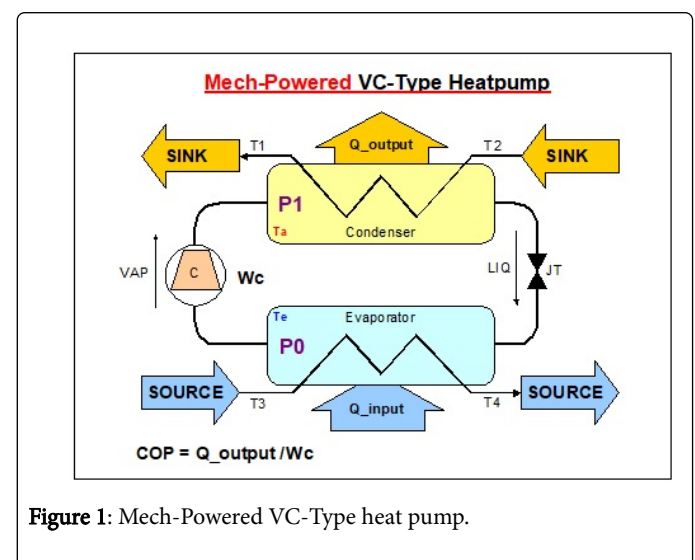 Mech-Powered VC-Type Heatpump
T1
Q_output
T2
SINK
SINK
P1
Ta
Condenser
VAP
C
Wc
LIQ
JT
Te
Evaporator
P0
SOURCE
T3
Q_input
T4
SOURCE
COP = Q_output /Wc
Figure 1: Mech-Powered VC-Type heat pump.